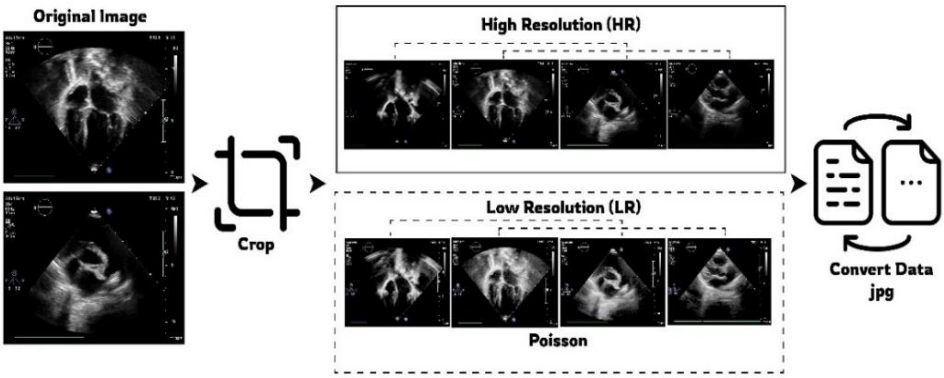 Original Image
Crop
High Resolution (HR)
Low Resolution (LR)
Poisson
Convert Data
jpg